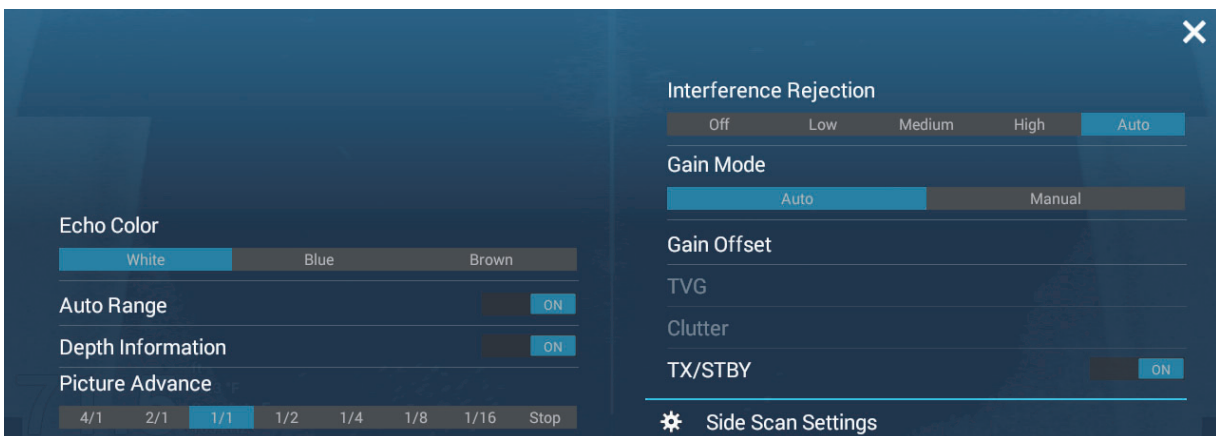 Echo Color
White Blue Brown
Auto Range ON
Depth Information ON
Picture Advance
4/1 2/1 1/1 1/2 1/4 1/8 1/16 Stop
Interference Rejection
Off Low Medium High Auto
Gain Mode
Auto Manual
Gain Offset
TVG
Clutter
TX/STBY ON
Side Scan Settings